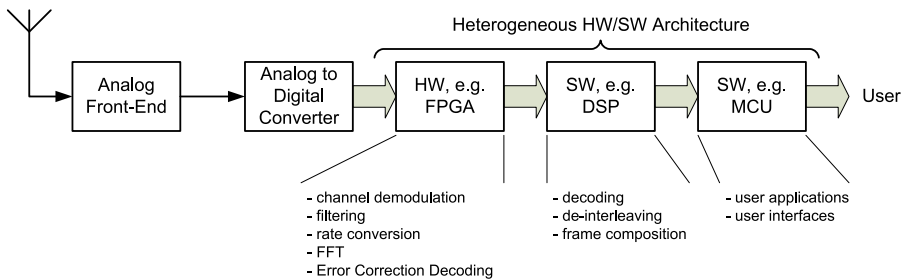 Heterogeneous HW/SW Architecture
Analog
Front-End
Analog to
Digital
Converter
HW, e.g.
FPGA
SW, e.g.
DSP
SW, e.g.
MCU
User
- channel demodulation
- filtering
- rate conversion
- FFT
- Error Correction Decoding
- decoding
- de-interleaving
- frame composition
- user applications
- user interfaces